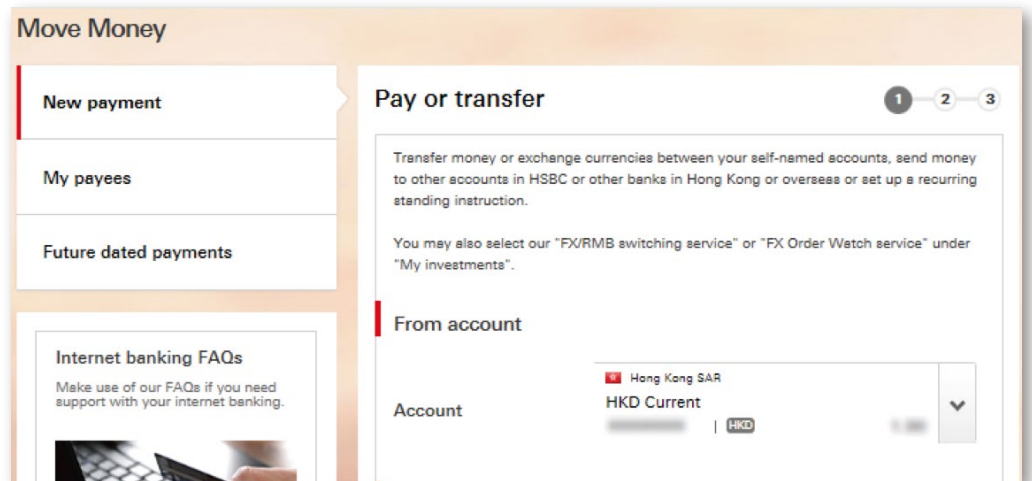 Move Money
New payment
My payees
Future dated payments
Internet banking FAQs
Make use of our FAQs if you need
support with your internet banking.
Pay or transfer
1 2 3
Transfer money or exchange currencies between your self-named accounts, send money
to other accounts in HSBC or other banks in Hong Kong or overseas or set up a recurring
standing instruction.
You may also select our "FX/RMB switching service" or "FX Order Watch service" under
"My investments".
From account
Account
Hong Kong SAR
HKD Current
| HKD